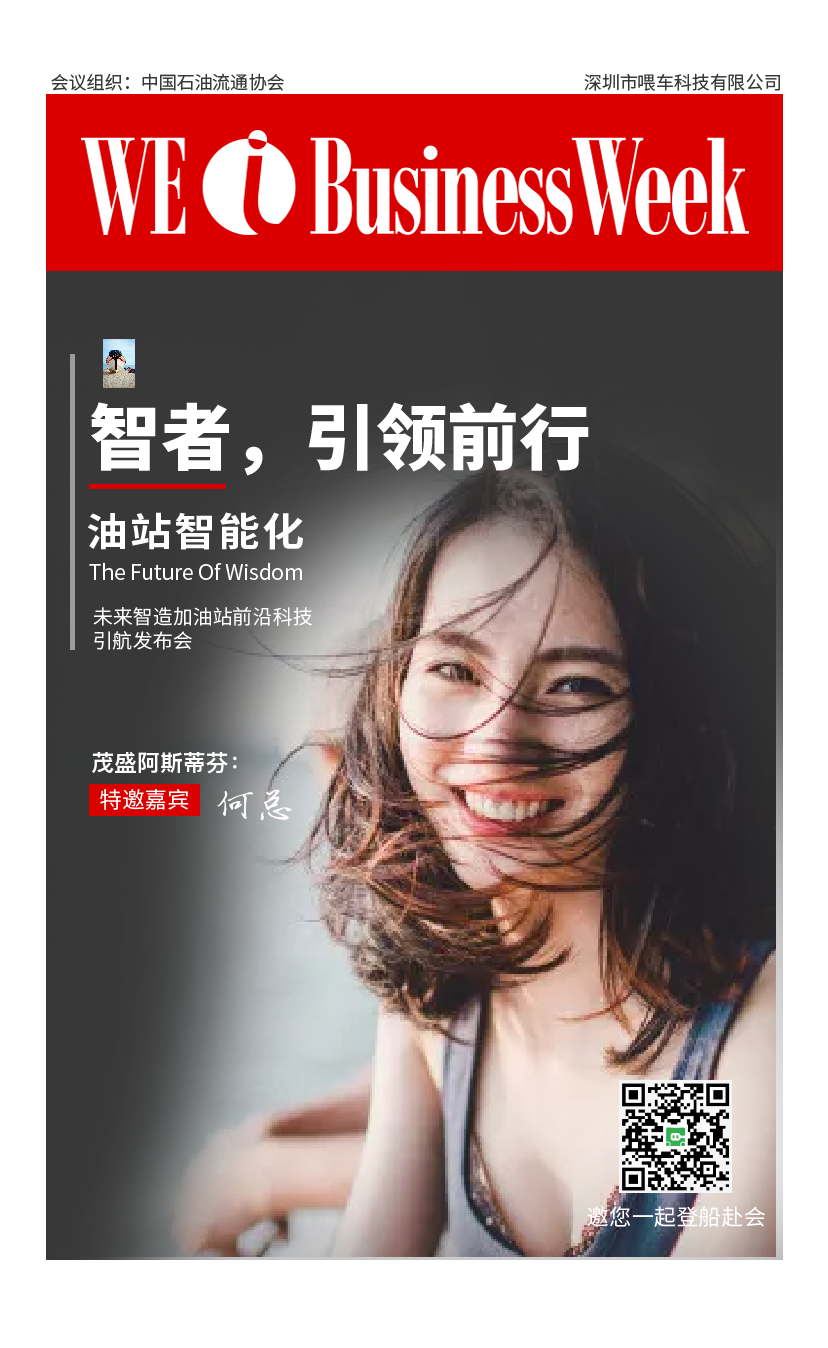 会议组织：中国石油流通协会
深圳市喂车科技有限公司
WE i BusinessWeek
智者，引领前行
油站智能化
The Future Of Wisdom
未来智造加油站前沿科技
引航发布会
茂盛阿斯蒂芬：
特邀嘉宾 何忌
邀您一起登船赴会